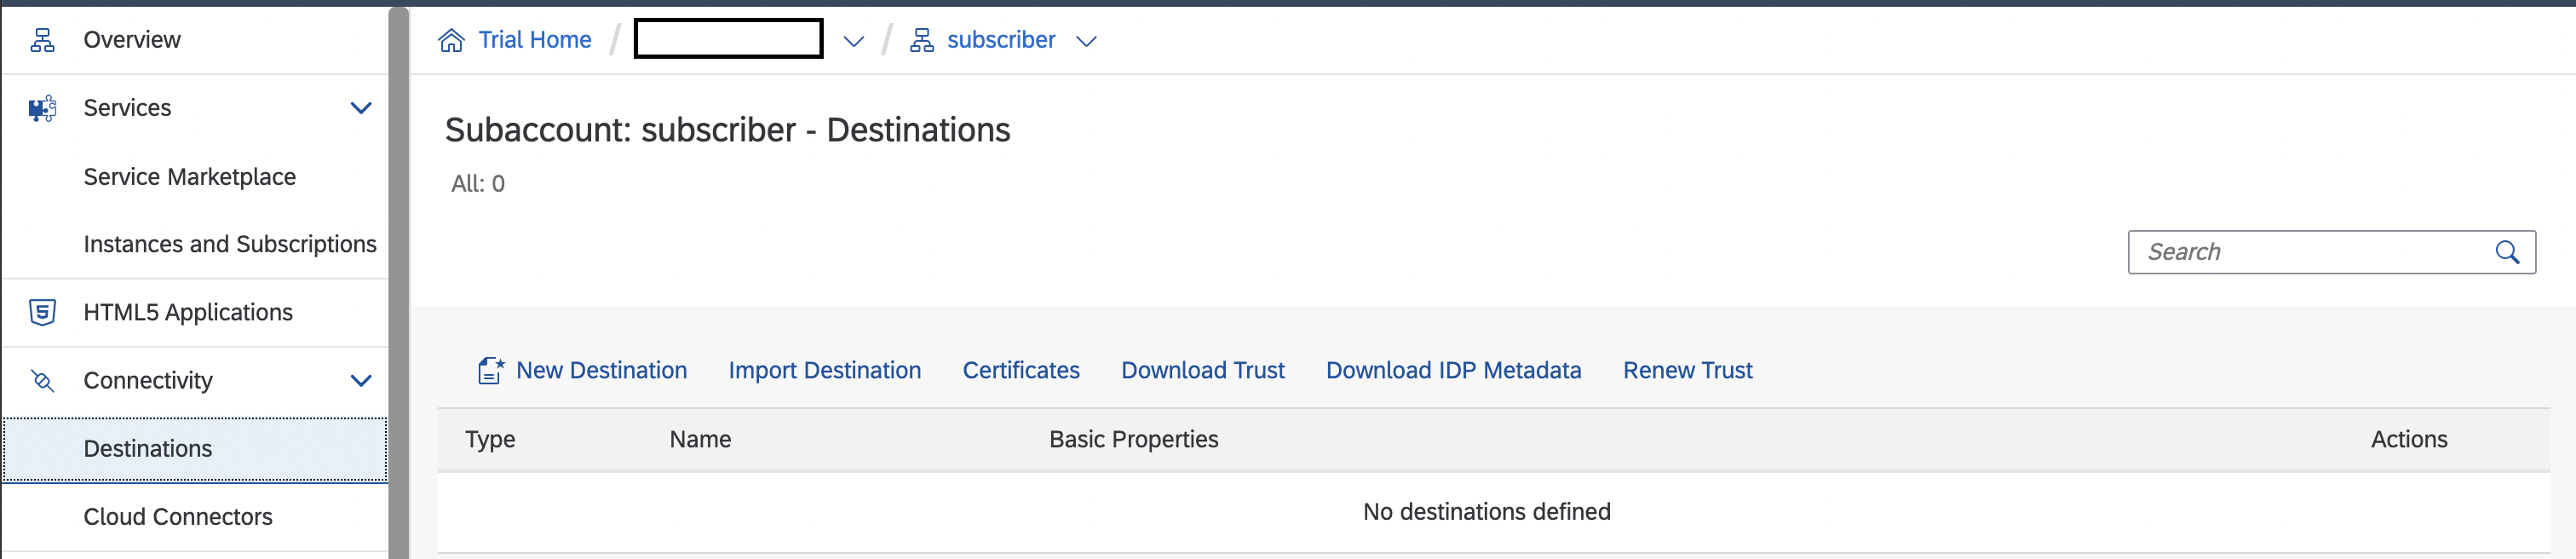 Overview
Services
Service Marketplace
Instances and Subscriptions
HTML5 Applications
Connectivity
Destinations
Cloud Connectors
Trial Home / / subscriber
Subaccount: subscriber - Destinations
All: 0
Search
New Destination Import Destination Certificates Download Trust Download IDP Metadata Renew Trust
Type Name Basic Properties Actions
No destinations defined